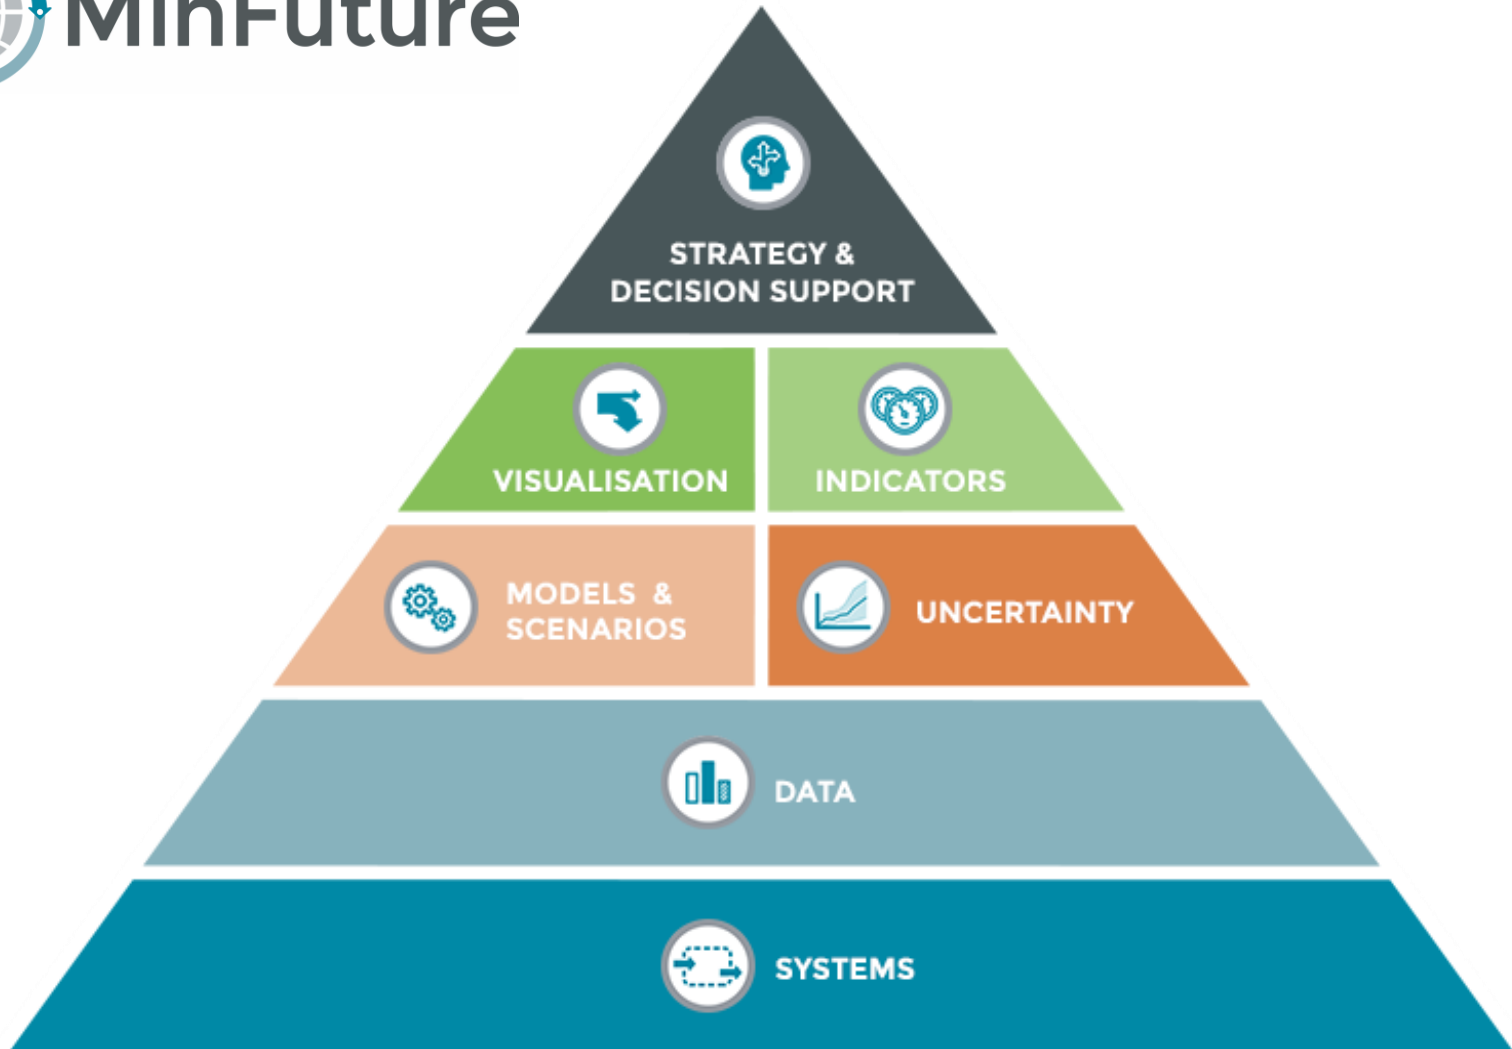 MinFuture
STRATEGY &
DECISION SUPPORT
VISUALISATION
INDICATORS
MODELS &
SCENARIOS
UNCERTAINTY
DATA
SYSTEMS